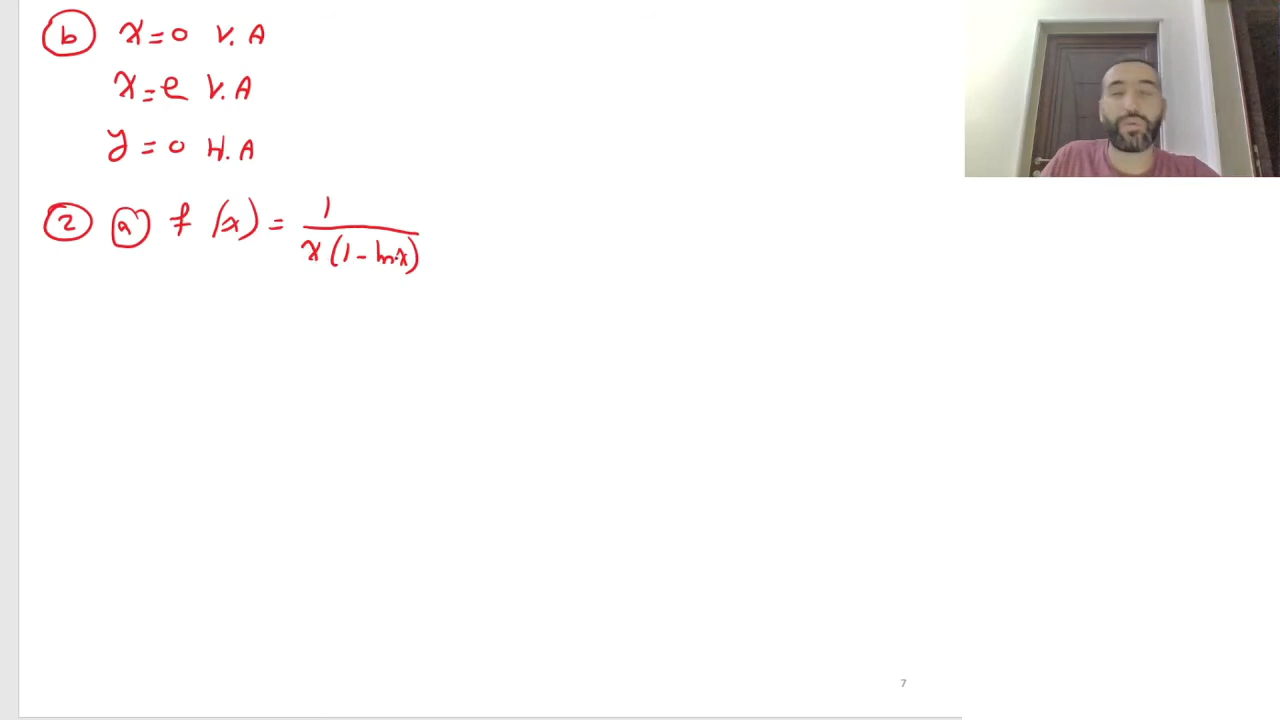 b x = 0 V. A
x = e V. A
y = 0 H. A
2 a f (x) = 1 / x (1 - ln x)
7